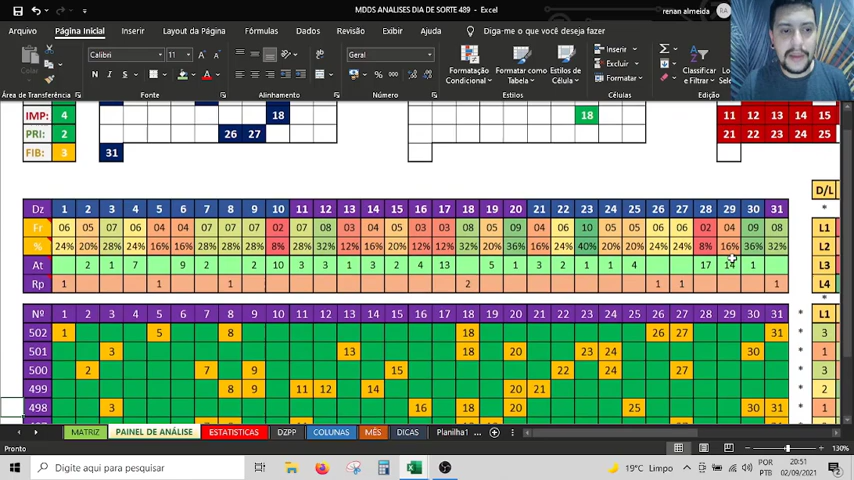 MDDS ANALISES DIA DE SORTE 489 - Excel
renan almeida
RA
Arquivo Página Inicial Inserir Layout da Página Fórmulas Dados Revisão Exibir Ajuda Diga-me o que você deseja fazer
Calibri 11 Geral Inserir
Colar N I S Formatação Condicional Formatar como Tabela Estilos de Célula Excluir Classificar e Filtrar
Formatar
Área de Transferência Fonte Alinhamento Número Estilos Células Edição
IMP: 4 18 18 11 12 13 14 15
PRI: 2 26 27 21 22 23 24 25
FIB: 3 31
D/L
Dz 1 2 3 4 5 6 7 8 9 10 11 12 13 14 15 16 17 18 19 20 21 22 23 24 25 26 27 28 29 30 31 *
Fr 06 05 07 06 04 04 07 07 07 02 07 08 03 04 04 03 03 08 05 09 04 06 10 05 05 06 06 02 04 09 08 L1
% 24% 20% 28% 24% 16% 16% 28% 28% 28% 8% 28% 32% 12% 16% 16% 12% 12% 32% 20% 36% 16% 24% 40% 20% 20% 24% 24% 8% 16% 36% 32% L2
At 2 1 7 9 2 2 10 3 3 1 3 2 4 13 5 1 3 2 1 1 4 17 14 1 L3
Rp 1 1 1 2 1 1 1 L4
*
Nº 1 2 3 4 5 6 7 8 9 10 11 12 13 14 15 16 17 18 19 20 21 22 23 24 25 26 27 28 29 30 31 * L1
502 1 5 8 18 26 27 31 * 3
501 3 13 18 20 23 24 30 * 1
500 2 7 9 15 22 24 27 * 3
499 8 9 11 12 14 20 21 * 2
498 3 16 18 20 25 30 31 * 1
MATRIZ PAINEL DE ANÁLISE ESTATISTICAS DZPP COLUNAS MÊS DICAS Planilha1 ...
Pronto 130%
Digite aqui para pesquisar 19°C Limpo POR PTB 20:51 02/09/2021 2